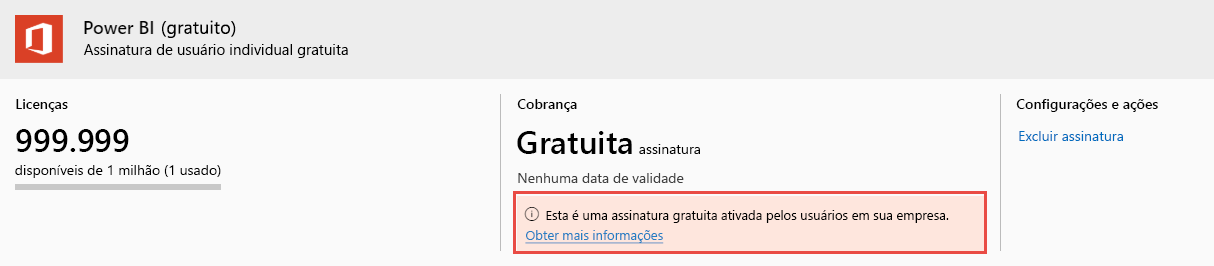 Power BI (gratuito)
Assinatura de usuário individual gratuita
Licenças
999.999
disponíveis de 1 milhão (1 usado)
Cobrança
Gratuita assinatura
Nenhuma data de validade
Esta é uma assinatura gratuita ativada pelos usuários em sua empresa.
Obter mais informações
Configurações e ações
Excluir assinatura